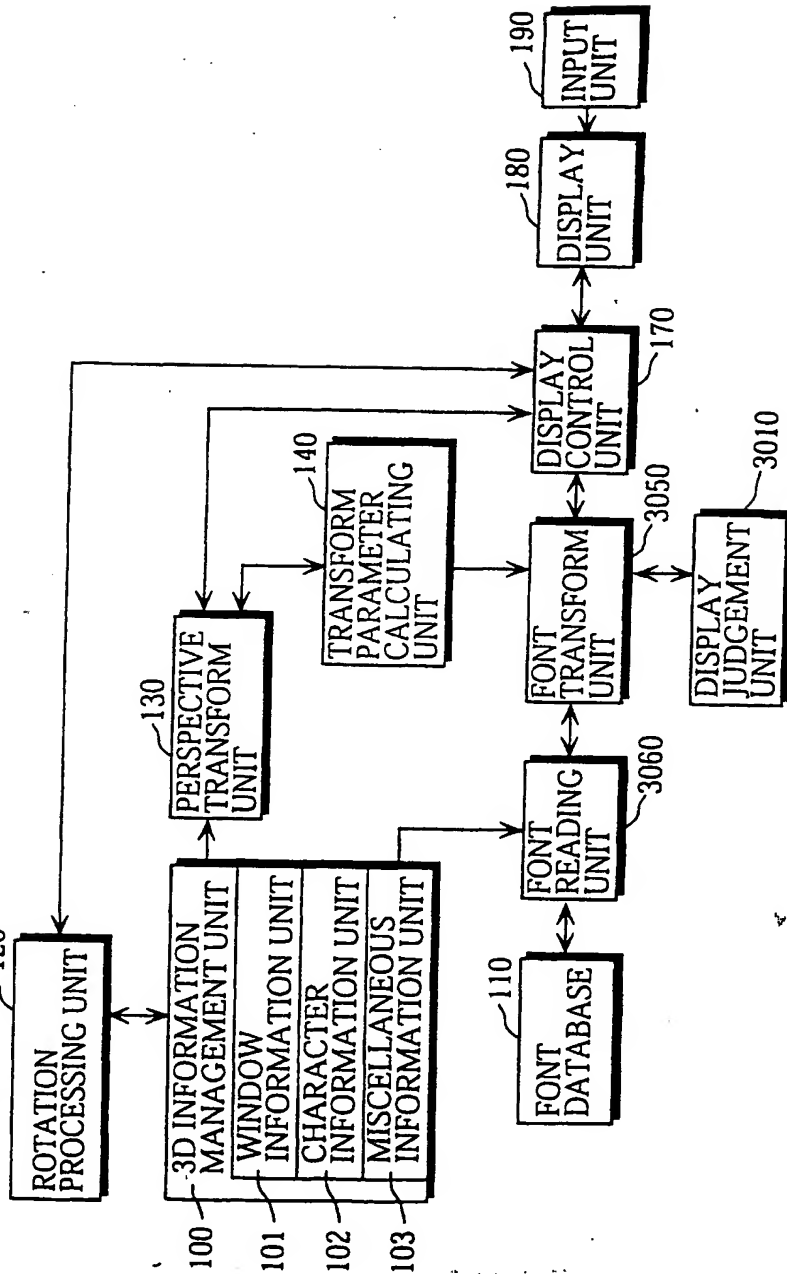 ROTATION
PROCESSING UNIT
100
3D INFORMATION
MANAGEMENT UNIT
101
WINDOW
INFORMATION UNIT
102
CHARACTER
INFORMATION UNIT
103
MISCELLANEOUS
INFORMATION UNIT
130
PERSPECTIVE
TRANSFORM
UNIT
140
TRANSFORM
PARAMETER
CALCULATING
UNIT
110
FONT
DATABASE
FONT
READING
UNIT
3060
FONT
TRANSFORM
UNIT
3050
DISPLAY
CONTROL
UNIT
170
180
DISPLAY
UNIT
190
INPUT
UNIT
DISPLAY
JUDGEMENT
UNIT
3010